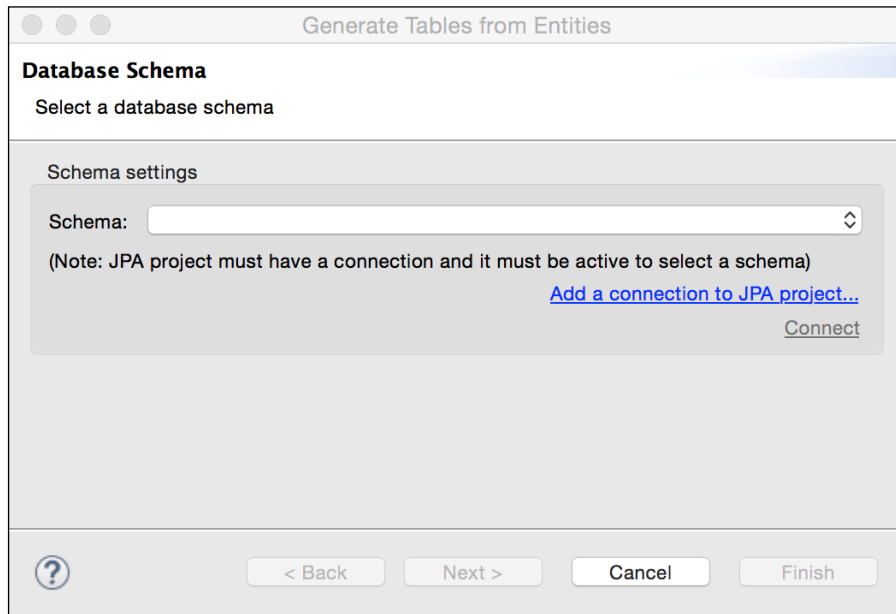 Generate Tables from Entities
Database Schema
Select a database schema
Schema settings
Schema:
(Note: JPA project must have a connection and it must be active to select a schema)
Add a connection to JPA project...
Connect
?
< Back
Next >
Cancel
Finish